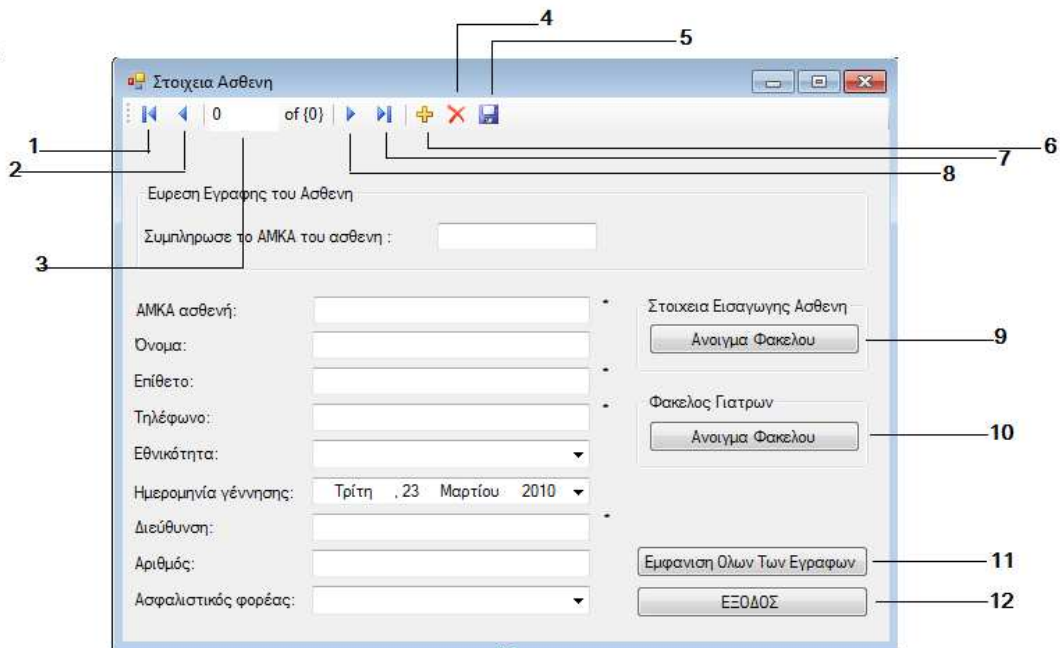 4
5
Στοιχεια Ασθενη
0 of {0}
1
2
6
7
8
Ευρεση Εγραφης του Ασθενη
Συμπληρωσε το ΑΜΚΑ του ασθενη :
3
ΑΜΚΑ ασθενή: *
Στοιχεια Εισαγωγης Ασθενη
Ανοιγμα Φακελου 9
Όνομα:
Επίθετο: *
Τηλέφωνο: *
Φακελος Γιατρων
Ανοιγμα Φακελου 10
Εθνικότητα:
Ημερομηνία γέννησης: Τρίτη , 23 Μαρτίου 2010
Διεύθυνση: *
Αριθμός:
Εμφανιση Ολων Των Εγραφων 11
Ασφαλιστικός φορέας:
ΕΞΟΔΟΣ 12